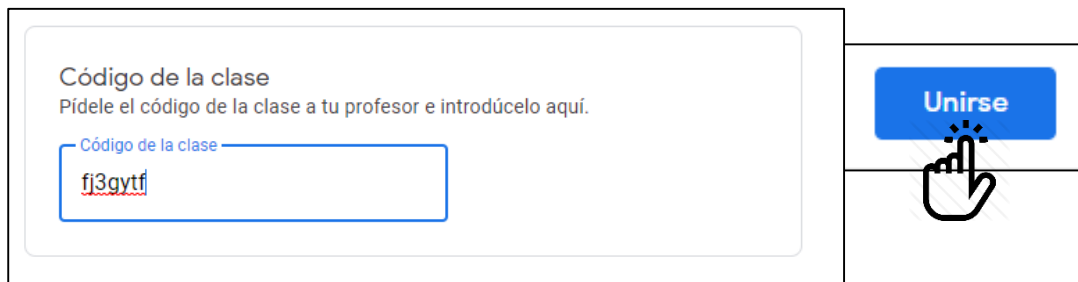 Código de la clase
Pídele el código de la clase a tu profesor e introdúcelo aquí.
Código de la clase
fj3gytf
Unirse